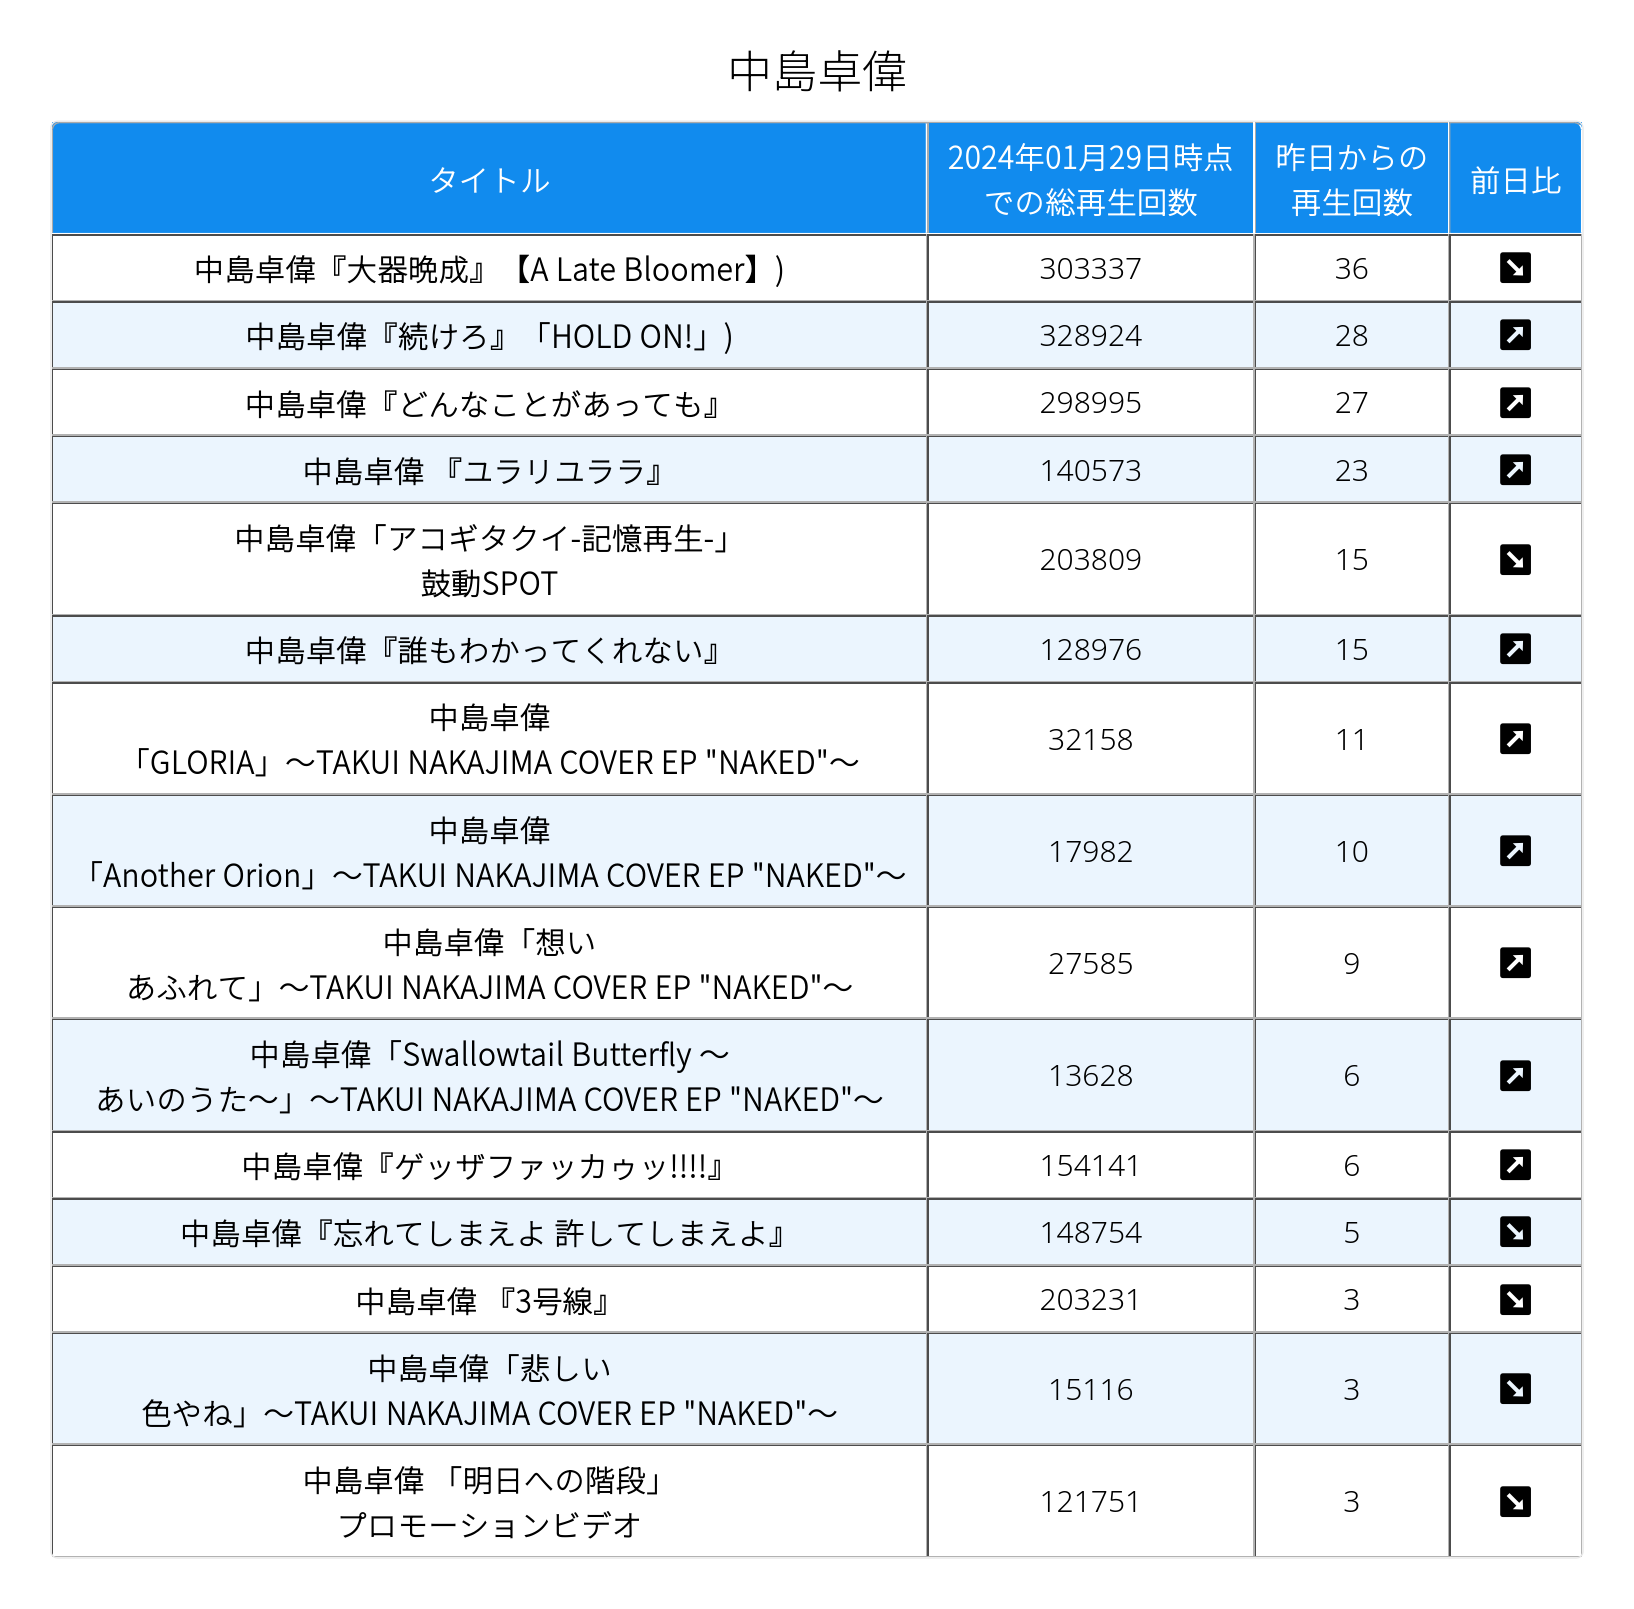 中島卓偉
タイトル
2024年01月29日時点
での総再生回数
昨日からの
再生回数
前日比
中島卓偉『大器晩成』【A Late Bloomer】)
303337
36
中島卓偉『続けろ』「HOLD ON!」)
328924
28
中島卓偉『どんなことがあっても』
298995
27
中島卓偉 『ユラリユララ』
140573
23
中島卓偉「アコギタクイ-記憶再生-」
鼓動SPOT
203809
15
中島卓偉『誰もわかってくれない』
128976
15
中島卓偉
「GLORIA」〜TAKUI NAKAJIMA COVER EP "NAKED"〜
32158
11
中島卓偉
「Another Orion」〜TAKUI NAKAJIMA COVER EP "NAKED"〜
17982
10
中島卓偉「想い
あふれて」〜TAKUI NAKAJIMA COVER EP "NAKED"〜
27585
9
中島卓偉「Swallowtail Butterfly 〜
あいのうた〜」〜TAKUI NAKAJIMA COVER EP "NAKED"〜
13628
6
中島卓偉『ゲッザファッカゥッ!!!!』
154141
6
中島卓偉『忘れてしまえよ 許してしまえよ』
148754
5
中島卓偉 『3号線』
203231
3
中島卓偉「悲しい
色やね」〜TAKUI NAKAJIMA COVER EP "NAKED"〜
15116
3
中島卓偉 「明日への階段」
プロモーションビデオ
121751
3